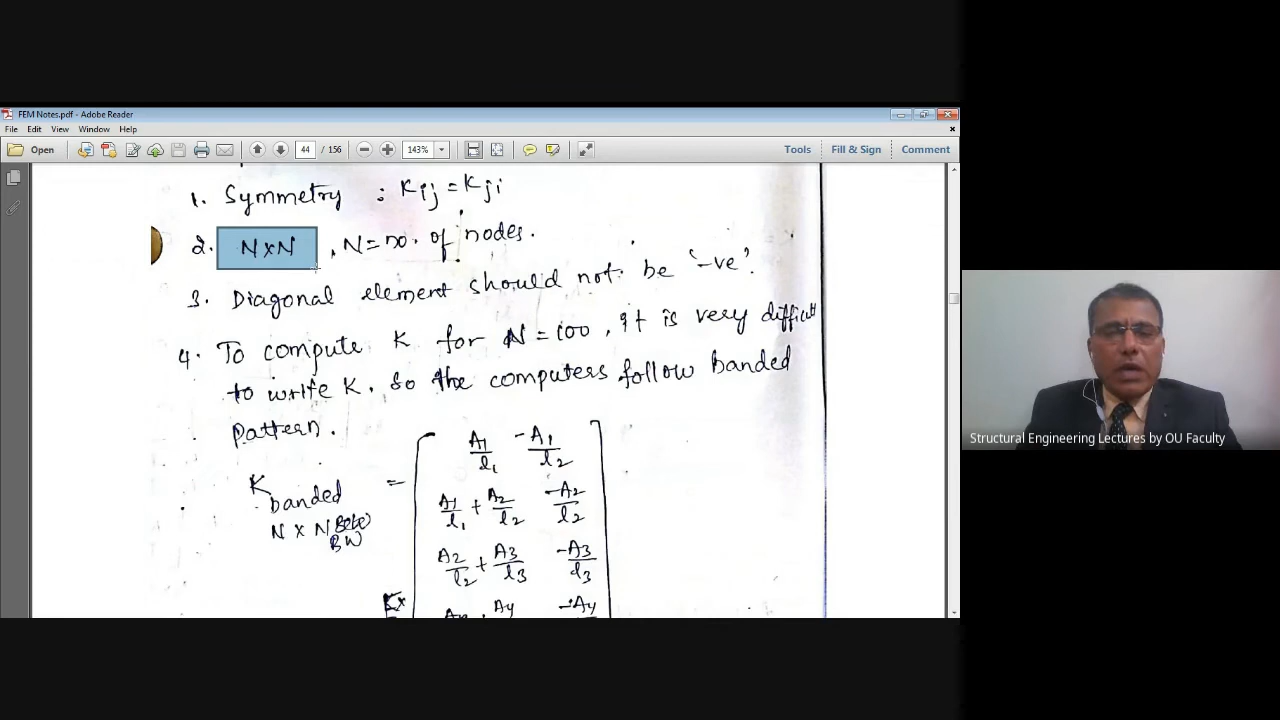 FEM Notes.pdf - Adobe Reader
File Edit View Window Help
Open 44 / 156 143% Tools Fill & Sign Comment
1. Symmetry : Kij = Kji
2. N×N , N = no. of nodes.
3. Diagonal element should not be '-ve'.
4. To compute K for N = 100, it is very difficult
to write K. So the computers follow banded
pattern.
K banded =
N × N BW
A1/l1 -A1/l2
A1/l1 + A2/l2 -A2/l2
A2/l2 + A3/l3 -A3/l3
A4 -A4
Structural Engineering Lectures by OU Faculty